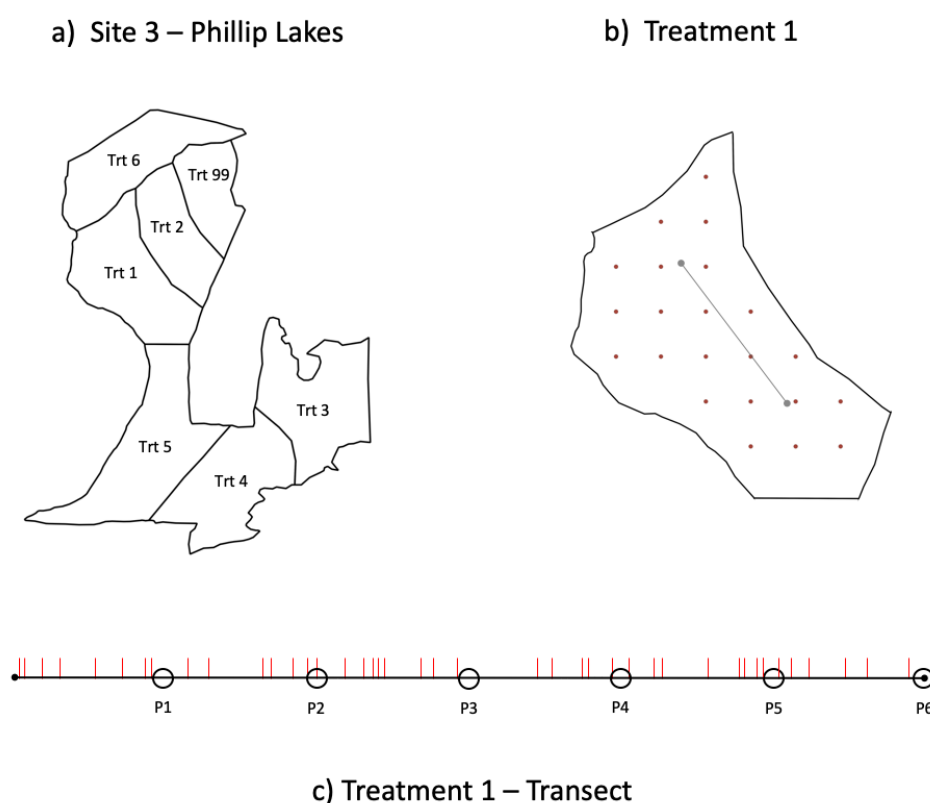 a) Site 3 – Phillip Lakes
b) Treatment 1
Trt 6
Trt 99
Trt 2
Trt 1
Trt 3
Trt 5
Trt 4
P1 P2 P3 P4 P5 P6
c) Treatment 1 – Transect